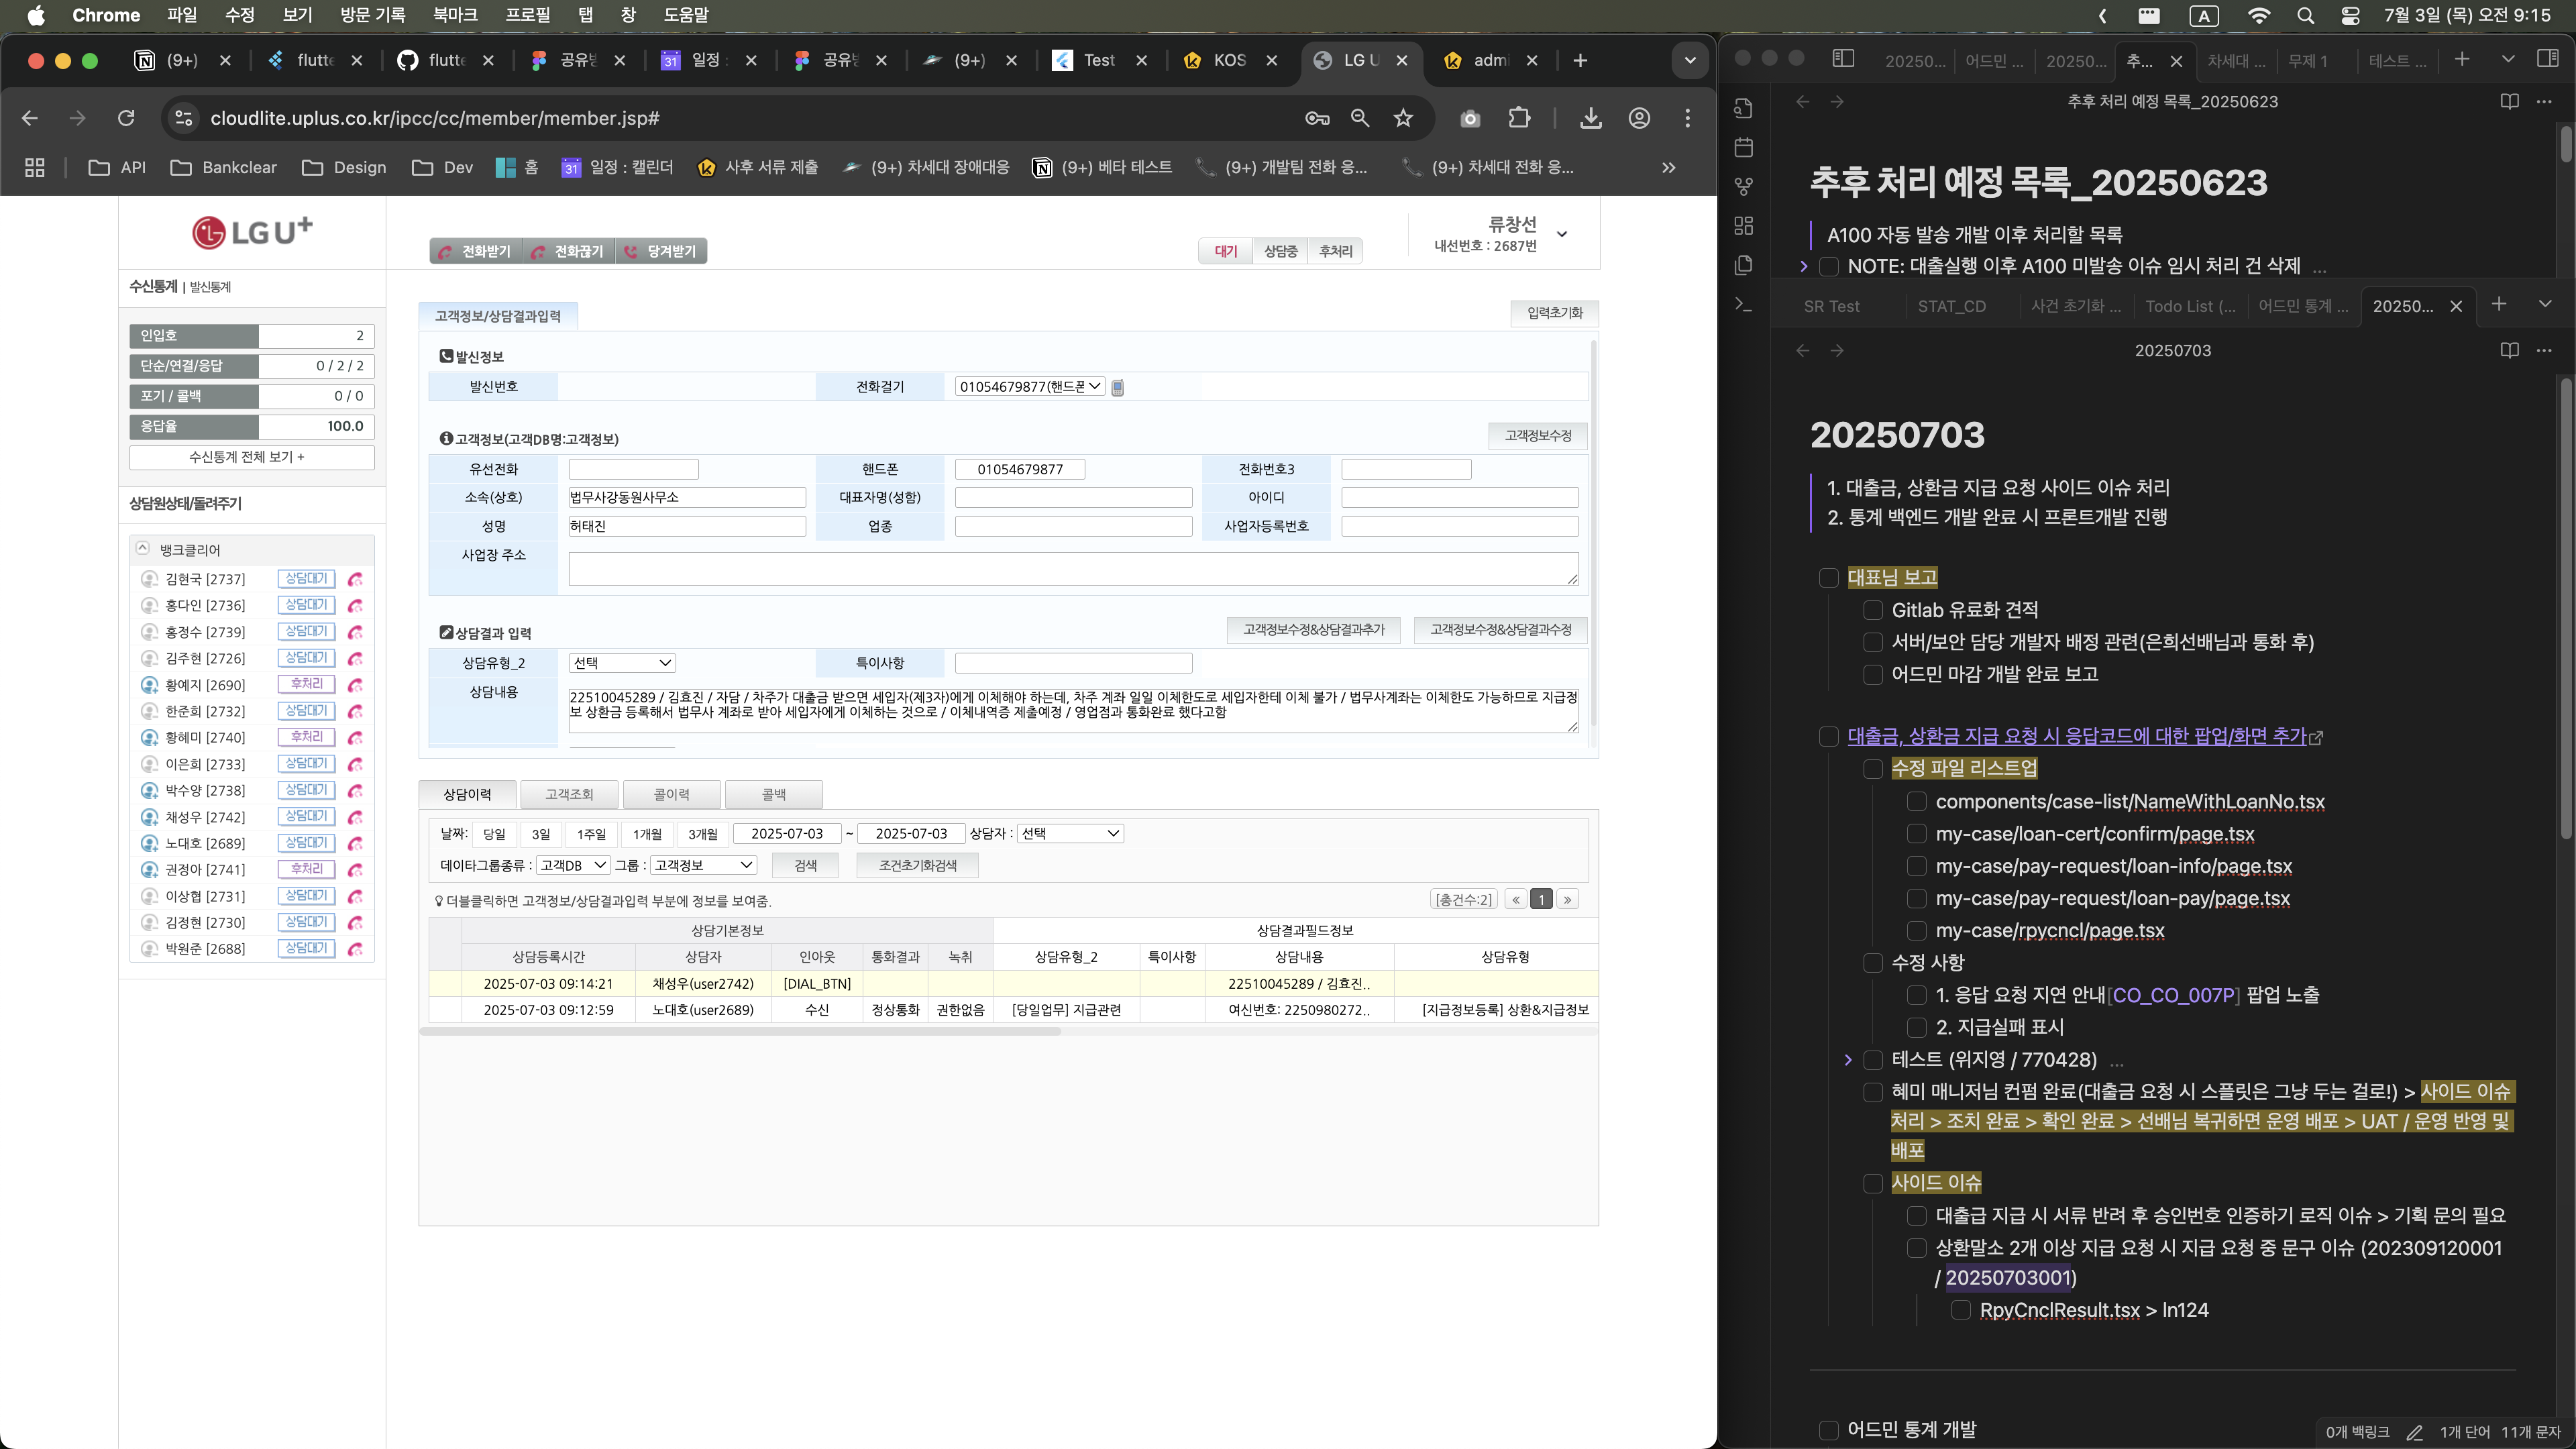 Chrome 파일 수정 보기 방문 기록 북마크 프로필 탭 창 도움말
A 7월 3일 (목) 오전 9:15
(9+) flutte flutte 공유방 31 일정 : 공유방 (9+) Test KOS LG U admi
cloudlite.uplus.co.kr/ipcc/cc/member/member.jsp#
API Bankclear Design Dev 홈 31 일정 : 캘린더 사후 서류 제출 (9+) 차세대 장애대응 (9+) 베타 테스트 (9+) 개발팀 전화 응... (9+) 차세대 전화 응...
LG U+
수신통계 | 발신통계
인입호 2
단순/연결/응답 0 / 2 / 2
포기 / 콜백 0 / 0
응답율 100.0
수신통계 전체 보기 +
상담원상태/돌려주기
뱅크클리어
김현국 [2737] 상담대기
홍다인 [2736] 상담대기
홍정수 [2739] 상담대기
김주현 [2726] 상담대기
황예지 [2690] 후처리
한준희 [2732] 상담대기
황혜미 [2740] 후처리
이은희 [2733] 상담대기
박수양 [2738] 상담대기
채성우 [2742] 상담대기
노대호 [2689] 상담대기
권정아 [2741] 후처리
이상협 [2731] 상담대기
김정현 [2730] 상담대기
박원준 [2688] 상담대기
전화받기 전화끊기 당겨받기
대기 상담중 후처리
류창선
내선번호 : 2687번
고객정보/상담결과입력
입력초기화
발신정보
발신번호 전화걸기 01054679877(핸드폰
고객정보(고객DB명:고객정보) 고객정보수정
유선전화 핸드폰 01054679877 전화번호3
소속(상호) 법무사강동원사무소 대표자명(성함) 아이디
성명 허태진 업종 사업자등록번호
사업장 주소
상담결과 입력 고객정보수정&상담결과추가 고객정보수정&상담결과수정
상담유형_2 선택 특이사항
상담내용
22510045289 / 김효진 / 자담 / 차주가 대출금 받으면 세입자(제3자)에게 이체해야 하는데, 차주 계좌 일일 이체한도로 세입자한테 이체 불가 / 법무사계좌는 이체한도 가능하므로 지급정
보 상환금 등록해서 법무사 계좌로 받아 세입자에게 이체하는 것으로 / 이체내역증 제출예정 / 영업점과 통화완료 했다고함
상담이력 고객조회 콜이력 콜백
날짜: 당일 3일 1주일 1개월 3개월 2025-07-03 ~ 2025-07-03 상담자 : 선택
데이타그룹종류 : 고객DB 그룹 : 고객정보 검색 조건초기화검색
더블클릭하면 고객정보/상담결과입력 부분에 정보를 보여줌.
[총건수:2] « 1 »
상담기본정보 상담결과필드정보
상담등록시간 상담자 인아웃 통화결과 녹취 상담유형_2 특이사항 상담내용 상담유형
2025-07-03 09:14:21 채성우(user2742) [DIAL_BTN] 22510045289 / 김효진..
2025-07-03 09:12:59 노대호(user2689) 수신 정상통화 권한없음 [당일업무] 지급관련 여신번호: 2250980272.. [지급정보등록] 상환&지급정보
20250... 어드민 ... 20250... 추... 차세대 ... 무제 1 테스트 ...
추후 처리 예정 목록_20250623
추후 처리 예정 목록_20250623
A100 자동 발송 개발 이후 처리할 목록
NOTE: 대출실행 이후 A100 미발송 이슈 임시 처리 건 삭제 ...
SR Test STAT_CD 사건 초기화 ... Todo List (... 어드민 통계 ... 20250...
20250703
20250703
1. 대출금, 상환금 지급 요청 사이드 이슈 처리
2. 통계 백엔드 개발 완료 시 프론트개발 진행
대표님 보고
Gitlab 유료화 견적
서버/보안 담당 개발자 배정 관련(은희선배님과 통화 후)
어드민 마감 개발 완료 보고
대출금, 상환금 지급 요청 시 응답코드에 대한 팝업/화면 추가
수정 파일 리스트업
components/case-list/NameWithLoanNo.tsx
my-case/loan-cert/confirm/page.tsx
my-case/pay-request/loan-info/page.tsx
my-case/pay-request/loan-pay/page.tsx
my-case/rpycncl/page.tsx
수정 사항
1. 응답 요청 지연 안내[CO_CO_007P] 팝업 노출
2. 지급실패 표시
테스트 (위지영 / 770428) ...
혜미 매니저님 컨펌 완료(대출금 요청 시 스플릿은 그냥 두는 걸로!) > 사이드 이슈
처리 > 조치 완료 > 확인 완료 > 선배님 복귀하면 운영 배포 > UAT / 운영 반영 및
배포
사이드 이슈
대출급 지급 시 서류 반려 후 승인번호 인증하기 로직 이슈 > 기획 문의 필요
상환말소 2개 이상 지급 요청 시 지급 요청 중 문구 이슈 (202309120001
/ 20250703001)
RpyCnclResult.tsx > ln124
어드민 통계 개발
0개 백링크 1개 단어 11개 문자